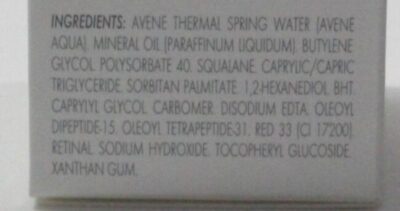 INGREDIENTS: AVENE THERMAL SPRING WATER (AVENE
AQUA). MINERAL OIL (PARAFFINUM LIQUIDUM). BUTYLENE
GLYCOL. POLYSORBATE 40. SQUALANE. CAPRYLIC/CAPRIC
TRIGLYCERIDE. SORBITAN PALMITATE. 1,2-HEXANEDIOL. BHT.
CAPRYLYL GLYCOL. CARBOMER. DISODIUM EDTA. OLEOYL
DIPEPTIDE-15. OLEOYL TETRAPEPTIDE-31. RED 33 (CI 17200).
RETINAL. SODIUM HYDROXIDE. TOCOPHERYL GLUCOSIDE.
XANTHAN GUM.